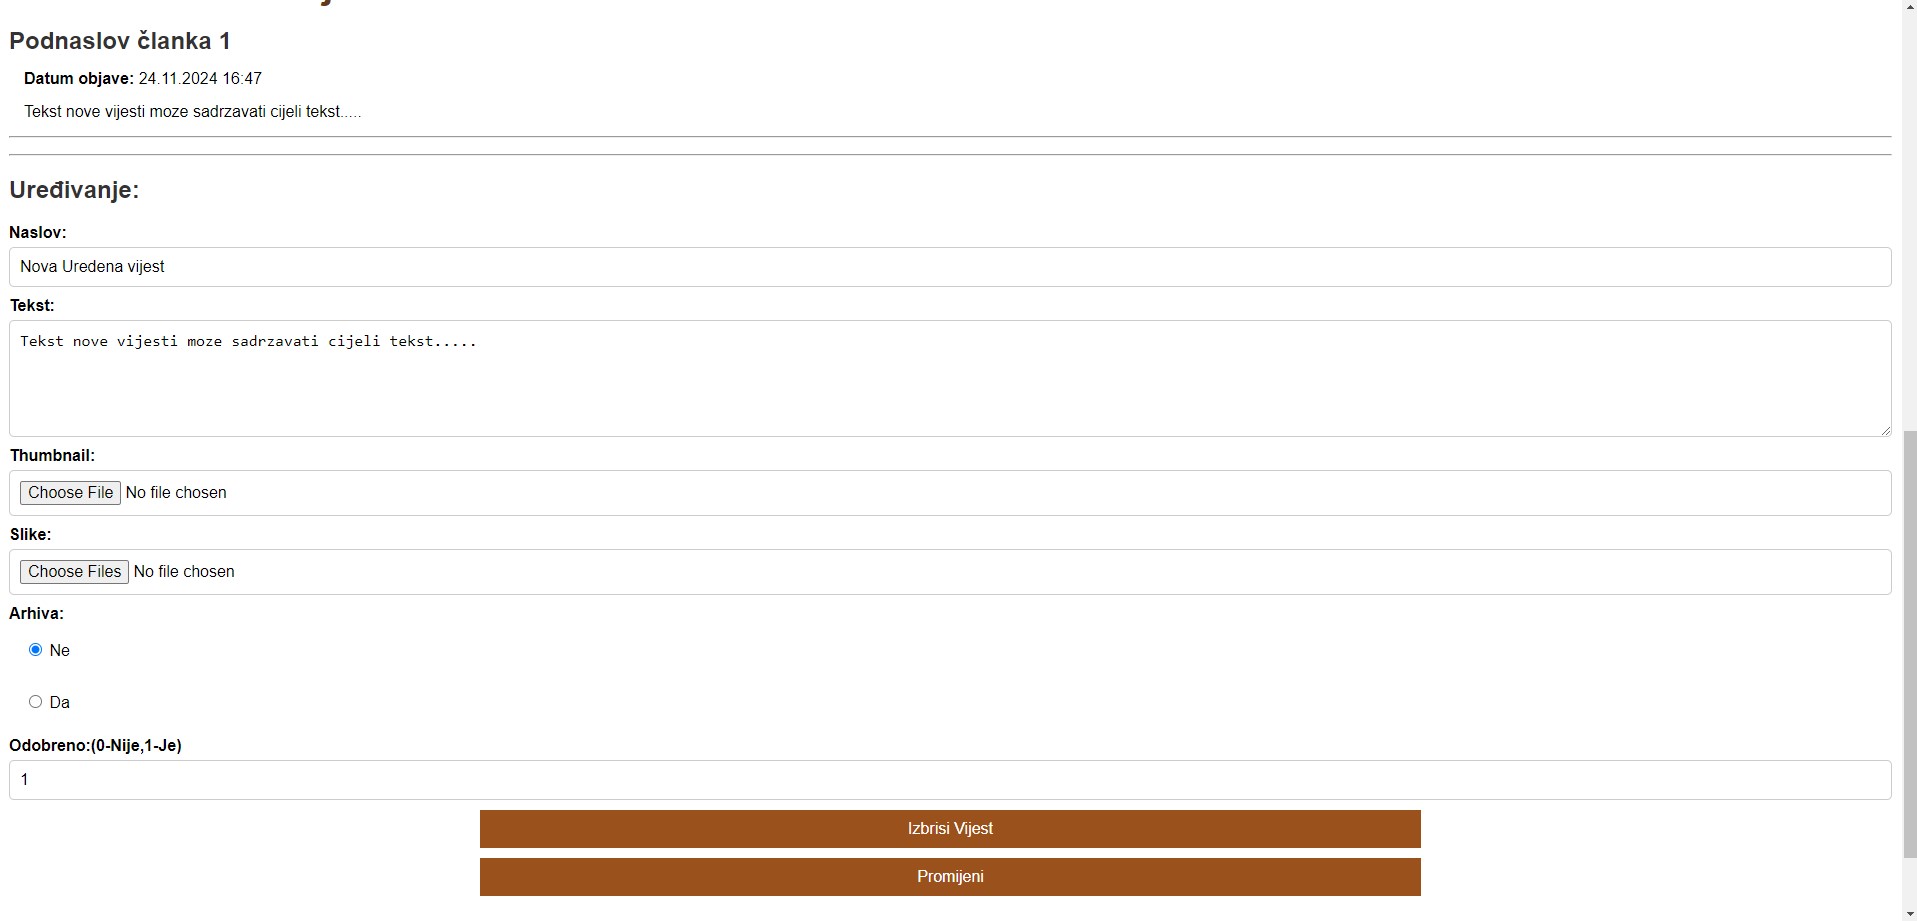 Podnaslov članka 1
Datum objave: 24.11.2024 16:47
Tekst nove vijesti moze sadrzavati cijeli tekst.....
Uređivanje:
Naslov:
Nova Uredena vijest
Tekst:
Tekst nove vijesti moze sadrzavati cijeli tekst.....
Thumbnail:
Choose File No file chosen
Slike:
Choose Files No file chosen
Arhiva:
Ne
Da
Odobreno:(0-Nije,1-Je)
1
Izbrisi Vijest
Promijeni